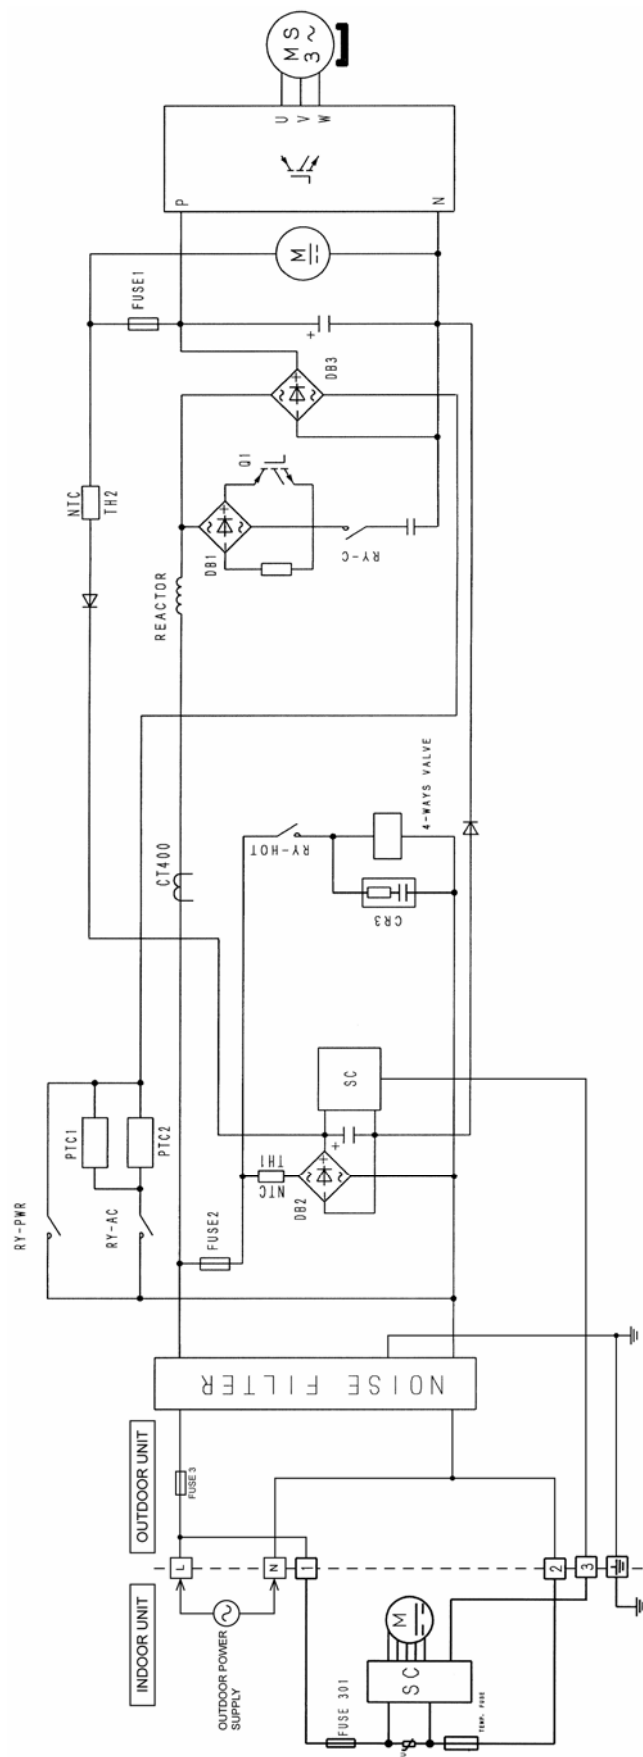 INDOOR UNIT
OUTDOOR UNIT
OUTDOOR POWER
SUPPLY
L
N
1
2
3
FUSE 3
FUSE 301
TEMP. FUSE
SC
M
NOISE FILTER
RY-PWR
RY-AC
PTC1
PTC2
FUSE2
NTC
TH1
DB2
+
SC
CT400
RY-HOT
CR3
4-WAYS VALVE
REACTOR
NTC
TH2
DB1
+
Q1
RY-C
DB3
+
FUSE1
+
M
P
N
U
V
W
MS
3~